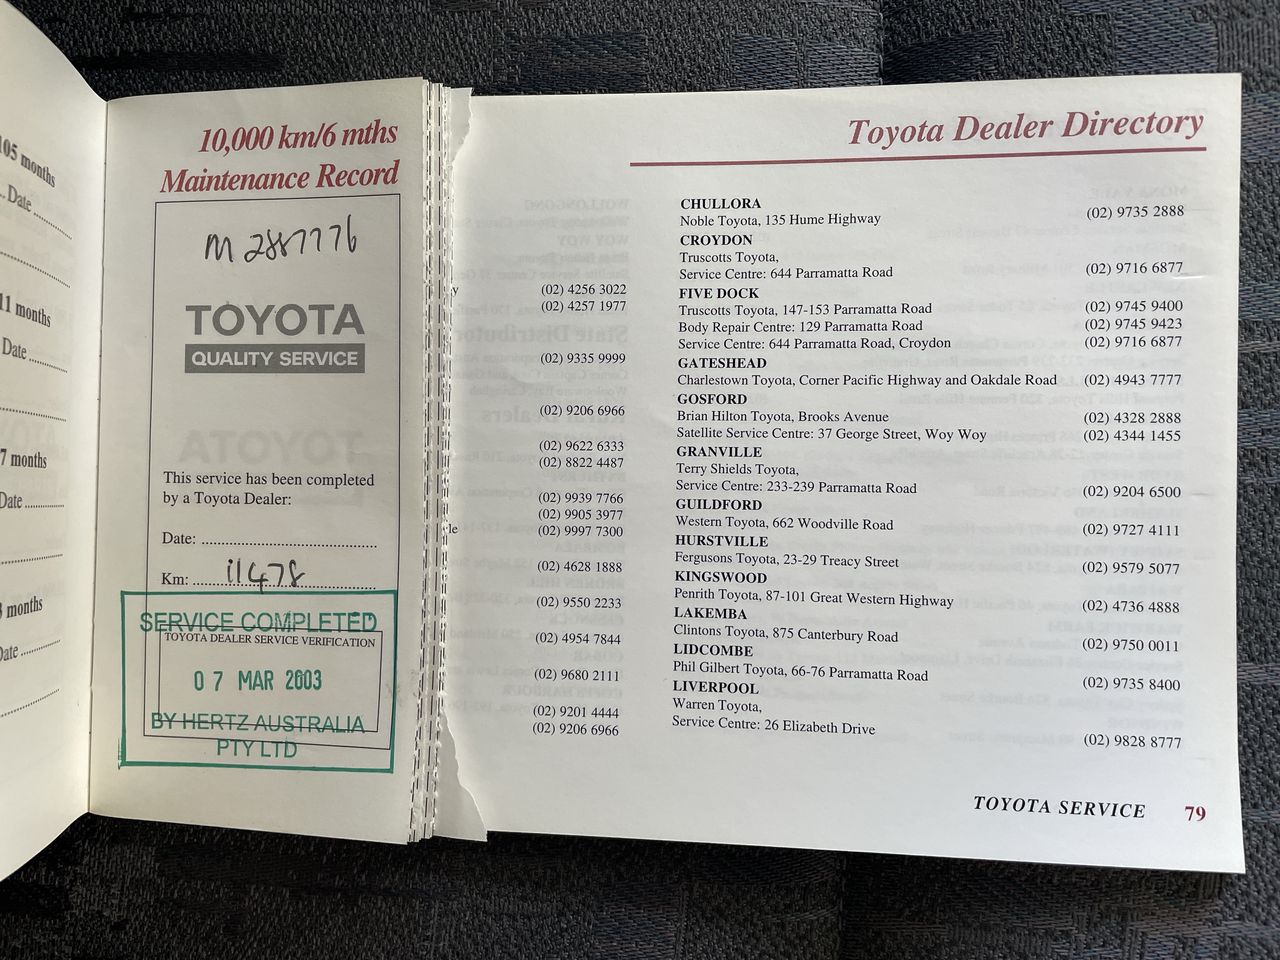 105 months
Date
11 months
Date
7 months
Date
months
Date
10,000 km/6 mths
Maintenance Record
M 2887776
TOYOTA
QUALITY SERVICE
This service has been completed
by a Toyota Dealer:
Date: ........................................
Km: 11478
SERVICE COMPLETED
TOYOTA DEALER SERVICE VERIFICATION
07 MAR 2003
BY HERTZ AUSTRALIA
PTY LTD
(02) 4256 3022
(02) 4257 1977
(02) 9335 9999
(02) 9206 6966
(02) 9622 6333
(02) 8822 4487
(02) 9939 7766
(02) 9905 3977
(02) 9997 7300
(02) 4628 1888
(02) 9550 2233
(02) 4954 7844
(02) 9680 2111
(02) 9201 4444
(02) 9206 6966
Toyota Dealer Directory
CHULLORA
Noble Toyota, 135 Hume Highway (02) 9735 2888
CROYDON
Truscotts Toyota,
Service Centre: 644 Parramatta Road (02) 9716 6877
FIVE DOCK
Truscotts Toyota, 147-153 Parramatta Road (02) 9745 9400
Body Repair Centre: 129 Parramatta Road (02) 9745 9423
Service Centre: 644 Parramatta Road, Croydon (02) 9716 6877
GATESHEAD
Charlestown Toyota, Corner Pacific Highway and Oakdale Road (02) 4943 7777
GOSFORD
Brian Hilton Toyota, Brooks Avenue (02) 4328 2888
Satellite Service Centre: 37 George Street, Woy Woy (02) 4344 1455
GRANVILLE
Terry Shields Toyota,
Service Centre: 233-239 Parramatta Road (02) 9204 6500
GUILDFORD
Western Toyota, 662 Woodville Road (02) 9727 4111
HURSTVILLE
Fergusons Toyota, 23-29 Treacy Street (02) 9579 5077
KINGSWOOD
Penrith Toyota, 87-101 Great Western Highway (02) 4736 4888
LAKEMBA
Clintons Toyota, 875 Canterbury Road (02) 9750 0011
LIDCOMBE
Phil Gilbert Toyota, 66-76 Parramatta Road (02) 9735 8400
LIVERPOOL
Warren Toyota,
Service Centre: 26 Elizabeth Drive (02) 9828 8777
TOYOTA SERVICE 79